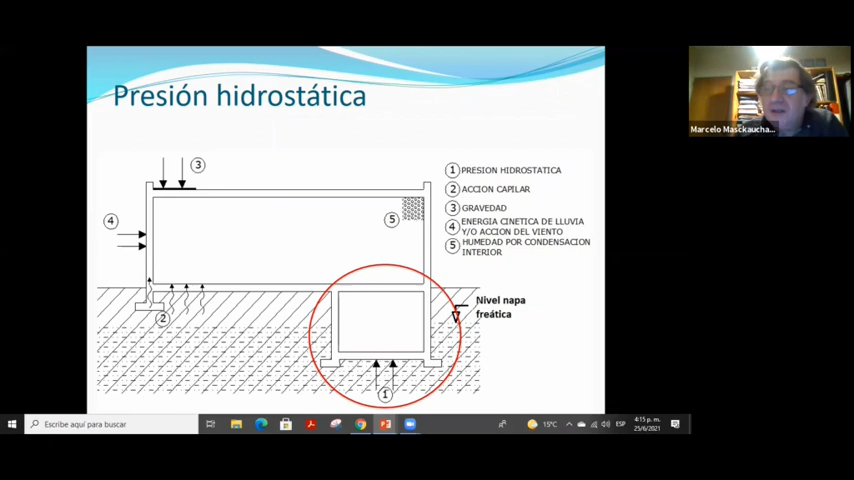 Presión hidrostática
3
4
5
2
1
1 PRESION HIDROSTATICA
2 ACCION CAPILAR
3 GRAVEDAD
4 ENERGIA CINETICA DE LLUVIA
Y/O ACCION DEL VIENTO
5 HUMEDAD POR CONDENSACION
INTERIOR
Nivel napa
freática
Marcelo Masckaucha...
Escribe aquí para buscar
15°C
ESP
4:15 p. m.
25/6/2021